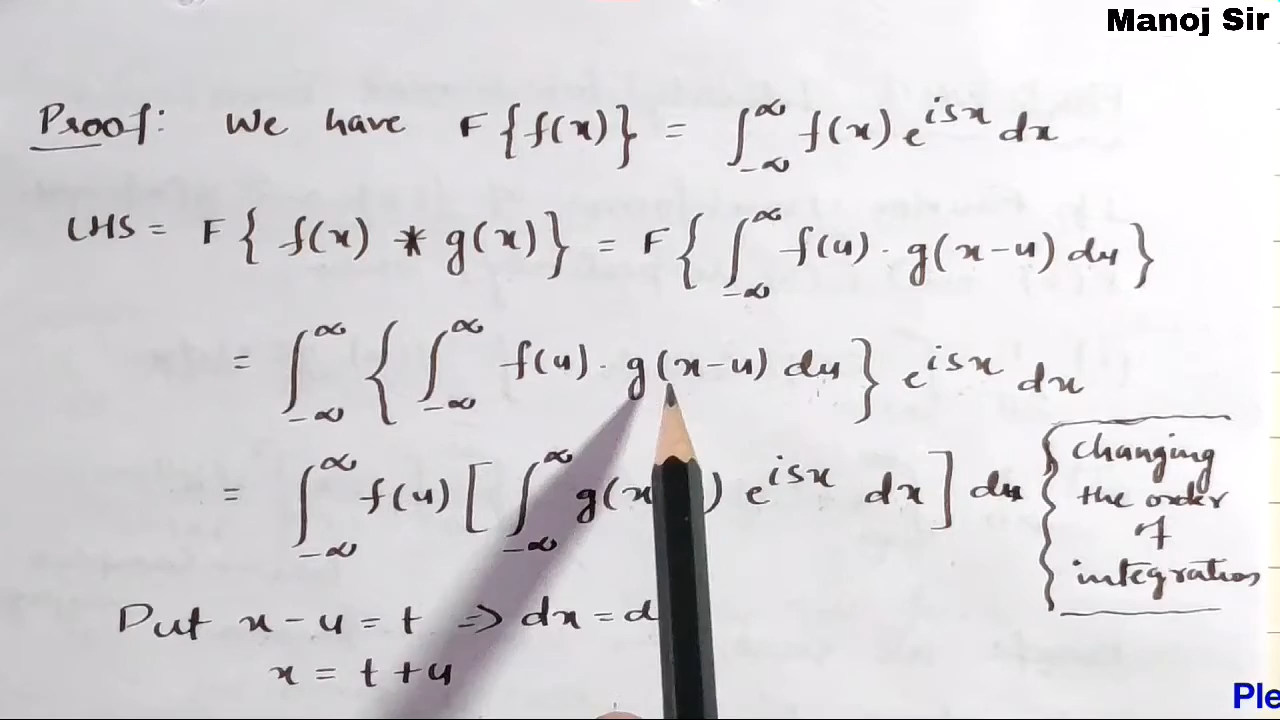 Manoj Sir
Proof: We have F{f(x)} = ∫_{-∞}^{∞} f(x) e^{isx} dx
LHS = F{ f(x) * g(x)} = F{ ∫_{-∞}^{∞} f(u) · g(x-u) du }
= ∫_{-∞}^{∞} { ∫_{-∞}^{∞} f(u) · g(x-u) du } e^{isx} dx
= ∫_{-∞}^{∞} f(u) [ ∫_{-∞}^{∞} g(x ) e^{isx} dx ] du
{ changing
the order
of
integration
Put x - u = t ⇒ dx = d
x = t + u
Ple